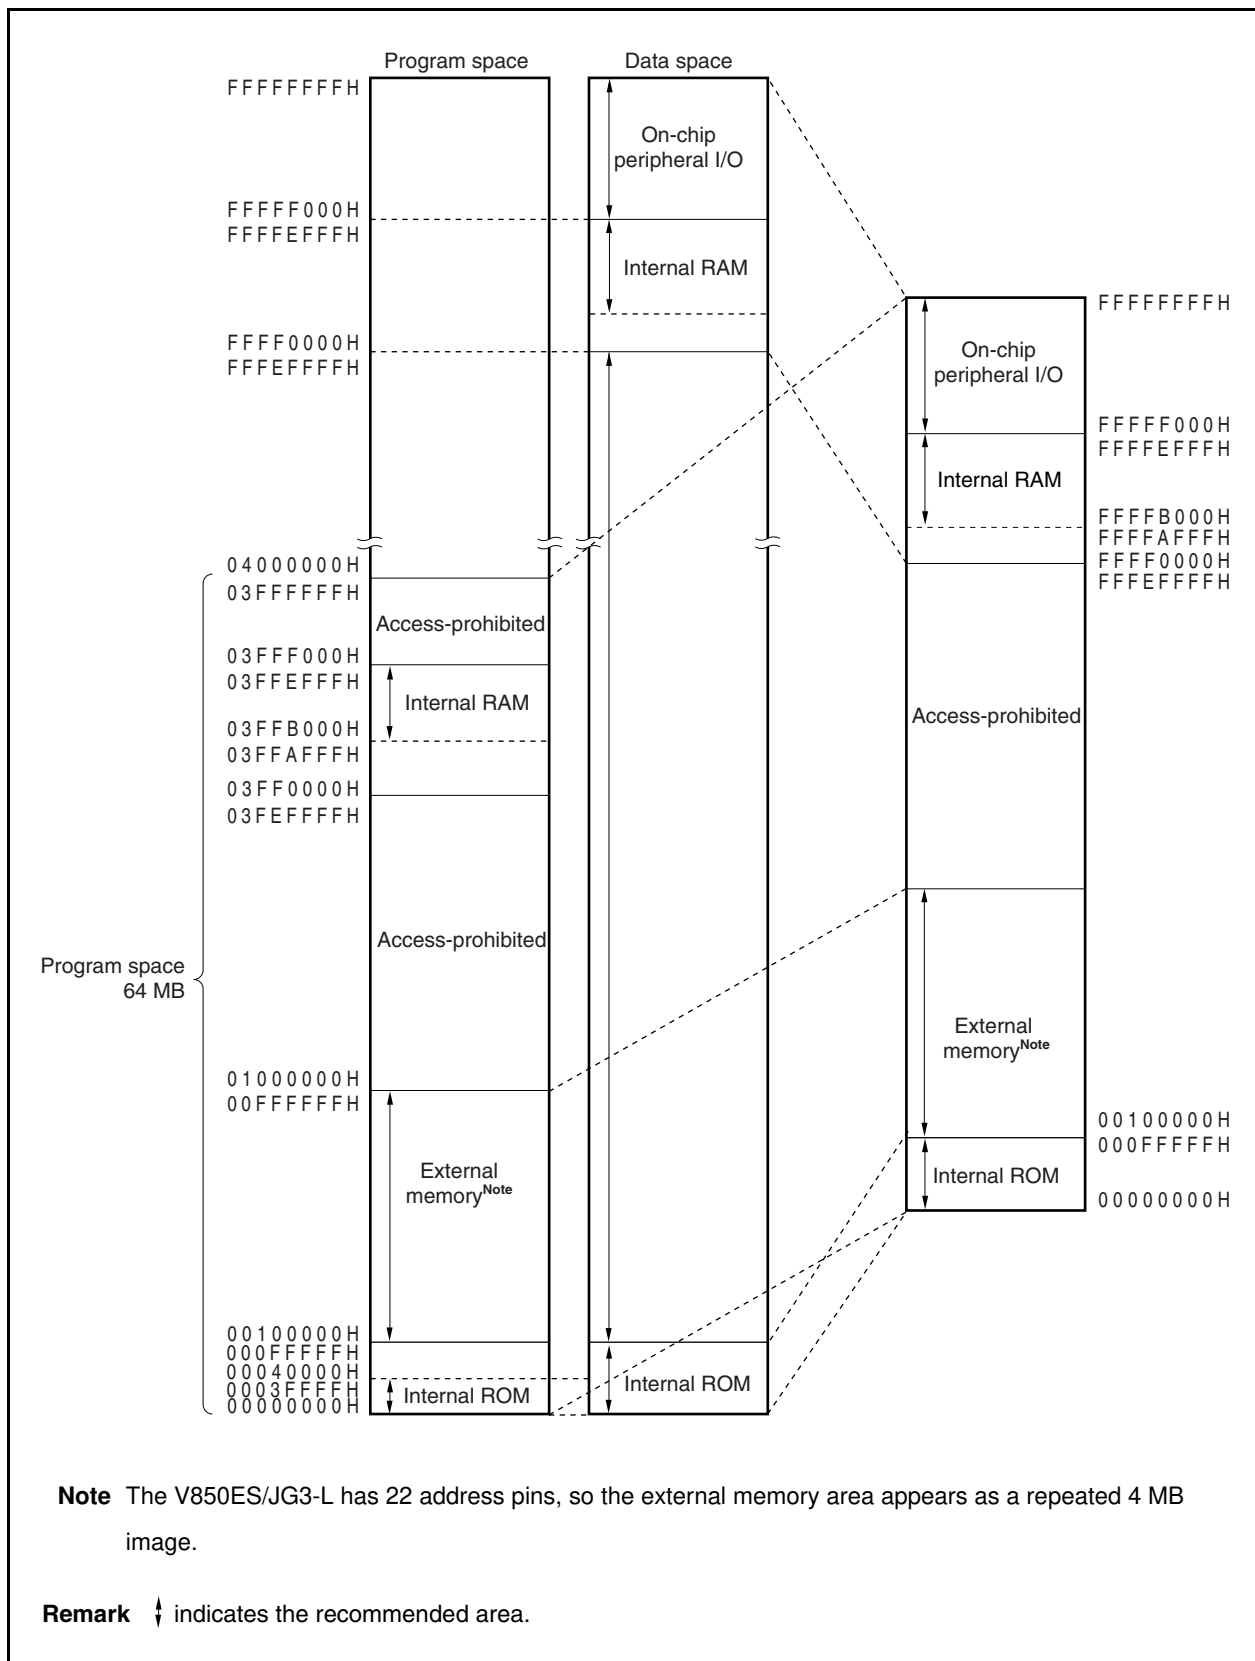 Program space
Data space
FFFFFFFFH
On-chip
peripheral I/O
FFFFF000H
FFFFEFFFH
Internal RAM
FFFF0000H
FFFEFFFFH
04000000H
03FFFFFFH
Access-prohibited
03FFF000H
03FFEFFFH
Internal RAM
03FFB000H
03FFAFFFH
03FF0000H
03FEFFFFH
Access-prohibited
Program space
64 MB
01000000H
00FFFFFFH
External
memoryNote
00100000H
000FFFFFH
00040000H
0003FFFFH
00000000H
Internal ROM
Internal ROM
FFFFFFFFH
On-chip
peripheral I/O
FFFFF000H
FFFFEFFFH
Internal RAM
FFFFB000H
FFFFAFFFH
FFFF0000H
FFFEFFFFH
Access-prohibited
External
memoryNote
00100000H
000FFFFFH
Internal ROM
00000000H
Note The V850ES/JG3-L has 22 address pins, so the external memory area appears as a repeated 4 MB
image.
Remark indicates the recommended area.